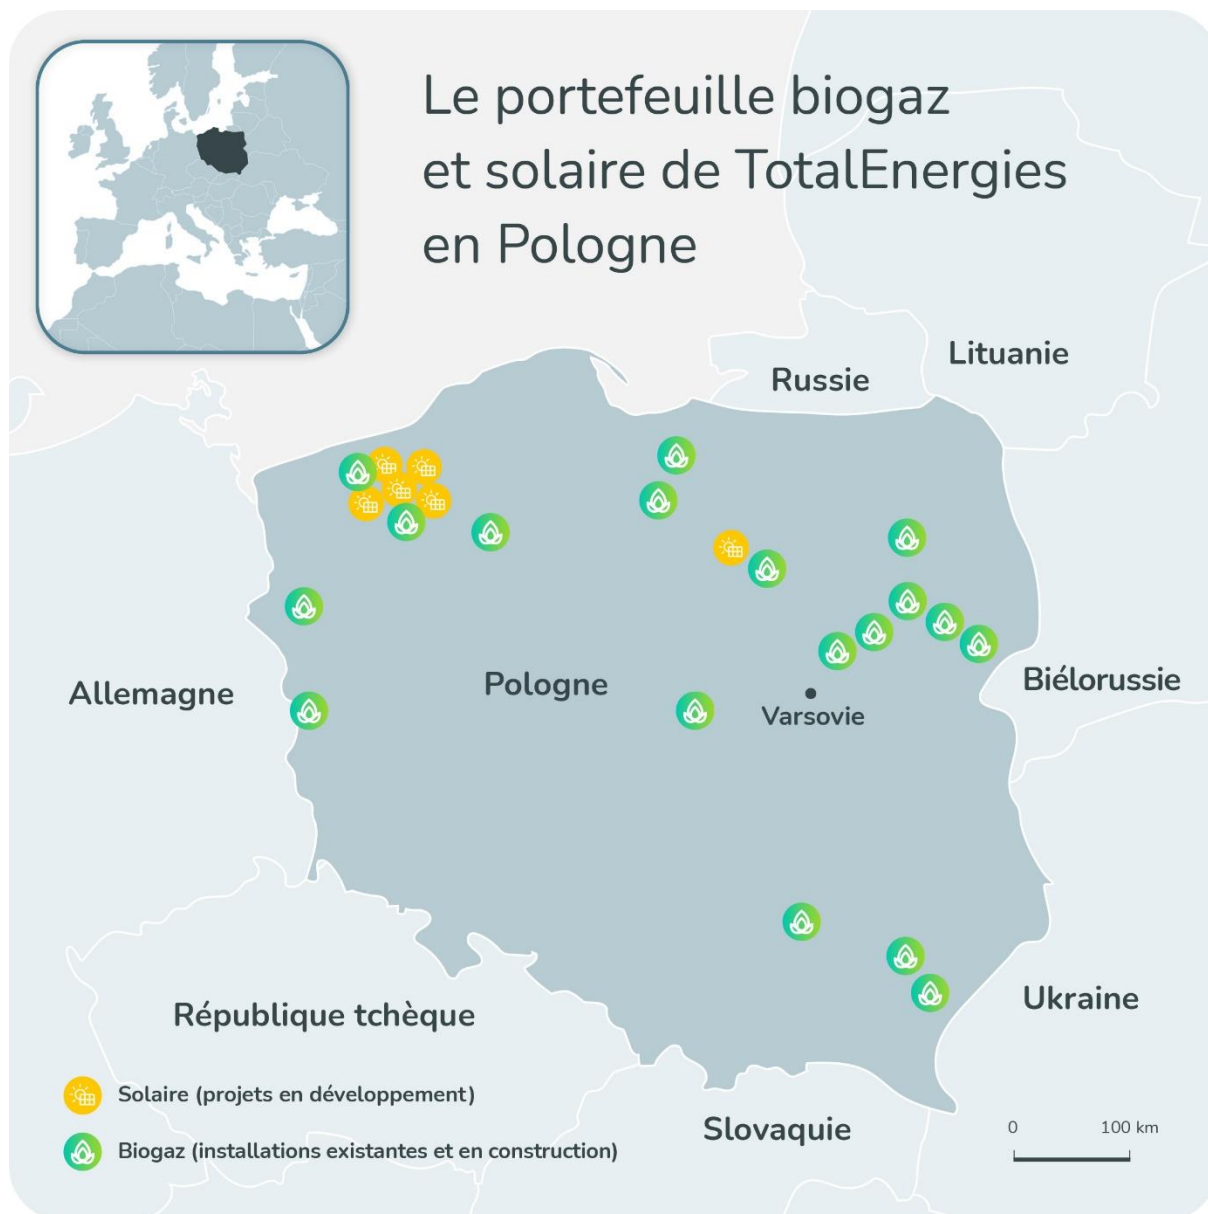 Le portefeuille biogaz
et solaire de TotalEnergies
en Pologne
Lituanie
Russie
Allemagne
Pologne
Biélorussie
Varsovie
République tchèque
Ukraine
Solaire (projets en développement)
Slovaquie
0 100 km
Biogaz (installations existantes et en construction)